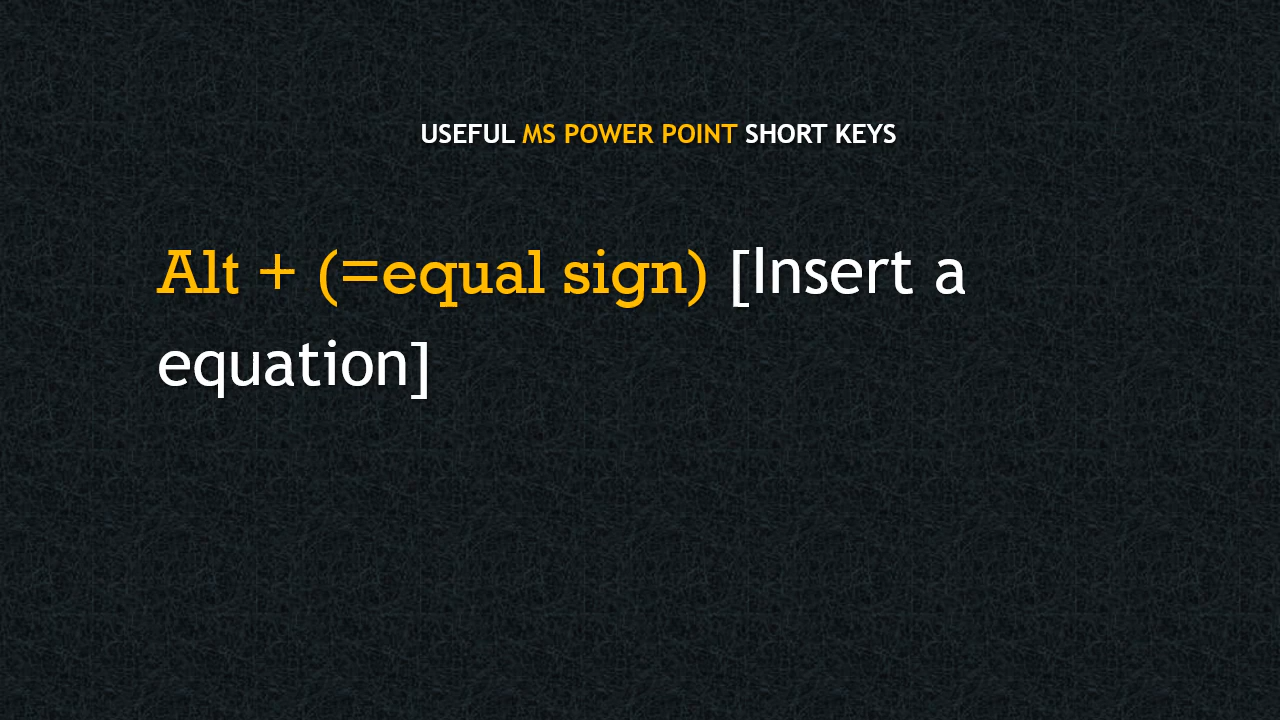 USEFUL MS POWER POINT SHORT KEYS
Alt + (=equal sign) [Insert a
equation]